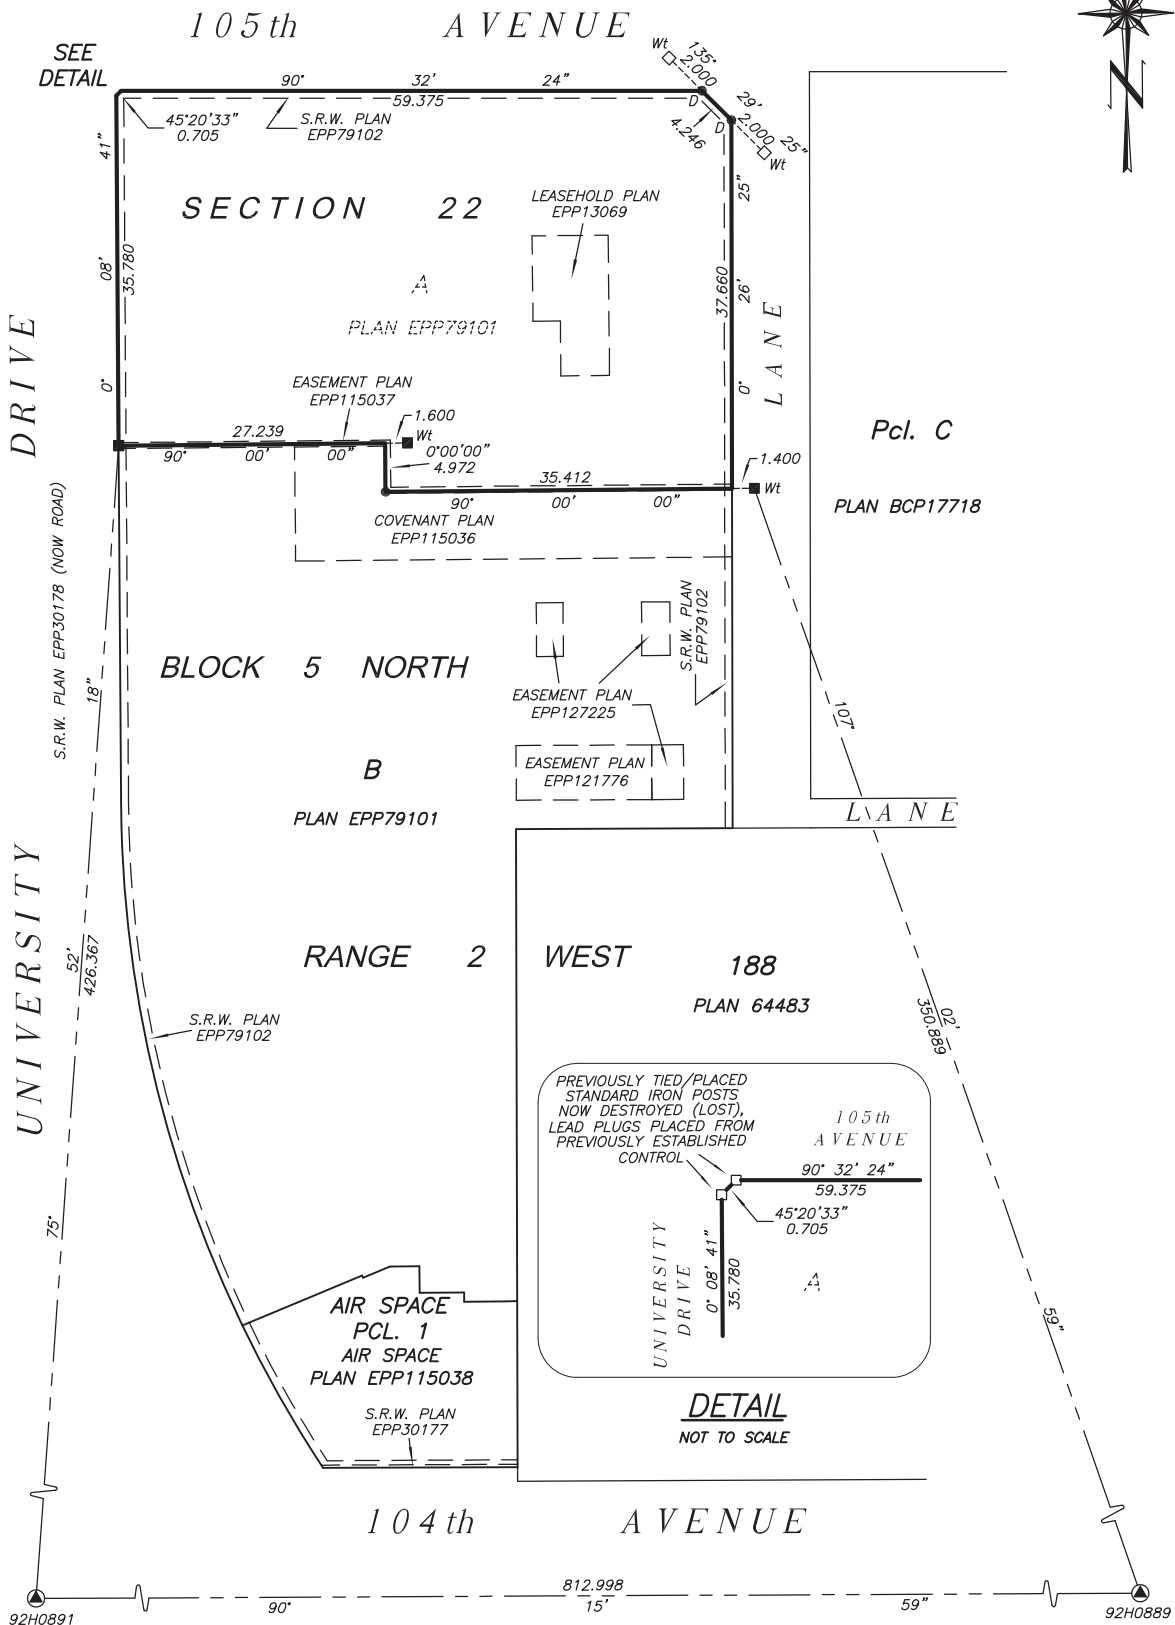 105th AVENUE
SEE
DETAIL
90° 32' 24"
59.375
Wt
135°
2.000
D
29'
4.246
D
2.000
25"
Wt
N
45°20'33"
0.705
S.R.W. PLAN
EPP79102
41"
08'
35.780
0°
SECTION 22
LEASEHOLD PLAN
EPP13069
A
PLAN EPP79101
25"
26'
37.660
0°
LANE
DRIVE
EASEMENT PLAN
EPP115037
1.600
Wt
27.239
90° 00' 00"
0°00'00"
4.972
35.412
90° 00' 00"
1.400
Wt
COVENANT PLAN
EPP115036
Pcl. C
PLAN BCP17718
S.R.W. PLAN EPP30178 (NOW ROAD)
S.R.W. PLAN
EPP79102
BLOCK 5 NORTH
18"
EASEMENT PLAN
EPP127225
107°
B
EASEMENT PLAN
EPP121776
PLAN EPP79101
LANE
UNIVERSITY
52'
426.367
RANGE 2 WEST
188
PLAN 64483
S.R.W. PLAN
EPP79102
02'
350.889
PREVIOUSLY TIED/PLACED
STANDARD IRON POSTS
NOW DESTROYED (LOST),
LEAD PLUGS PLACED FROM
PREVIOUSLY ESTABLISHED
CONTROL
105th
AVENUE
90° 32' 24"
59.375
45°20'33"
0.705
UNIVERSITY
DRIVE
0° 08' 41"
35.780
A
75°
59"
AIR SPACE
PCL. 1
AIR SPACE
PLAN EPP115038
S.R.W. PLAN
EPP30177
DETAIL
NOT TO SCALE
104th AVENUE
812.998
90° 15' 59"
92H0891
92H0889